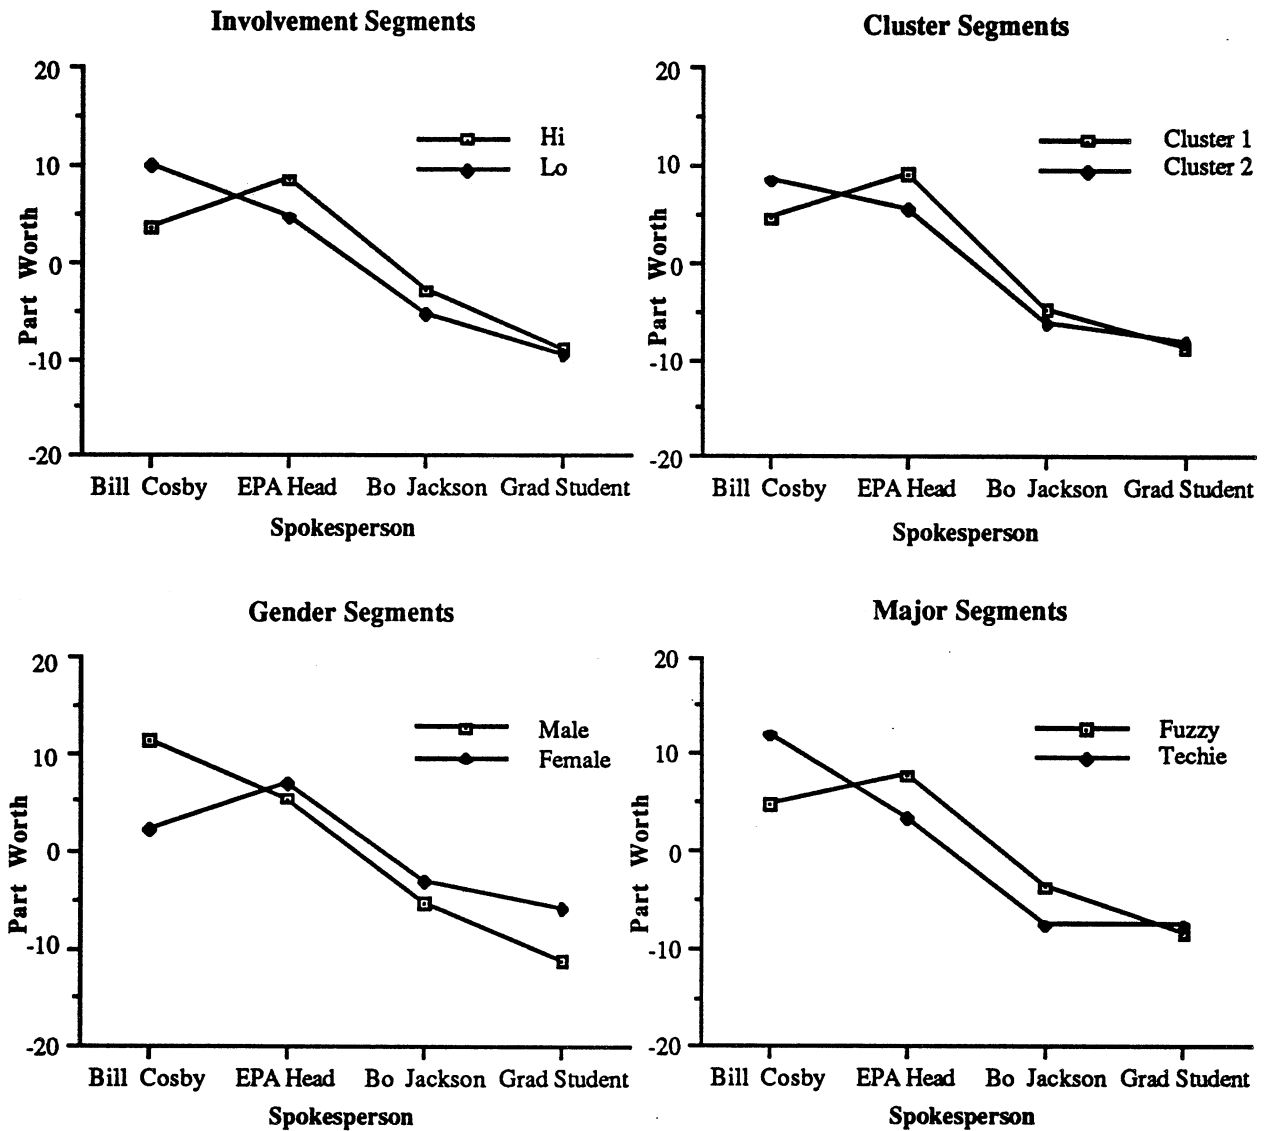 Involvement Segments
20
10
0
-10
-20
Part Worth
Hi
Lo
Bill Cosby EPA Head Bo Jackson Grad Student
Spokesperson
Cluster Segments
20
10
0
-10
-20
Part Worth
Cluster 1
Cluster 2
Bill Cosby EPA Head Bo Jackson Grad Student
Spokesperson
Gender Segments
20
10
0
-10
-20
Part Worth
Male
Female
Bill Cosby EPA Head Bo Jackson Grad Student
Spokesperson
Major Segments
20
10
0
-10
-20
Part Worth
Fuzzy
Techie
Bill Cosby EPA Head Bo Jackson Grad Student
Spokesperson